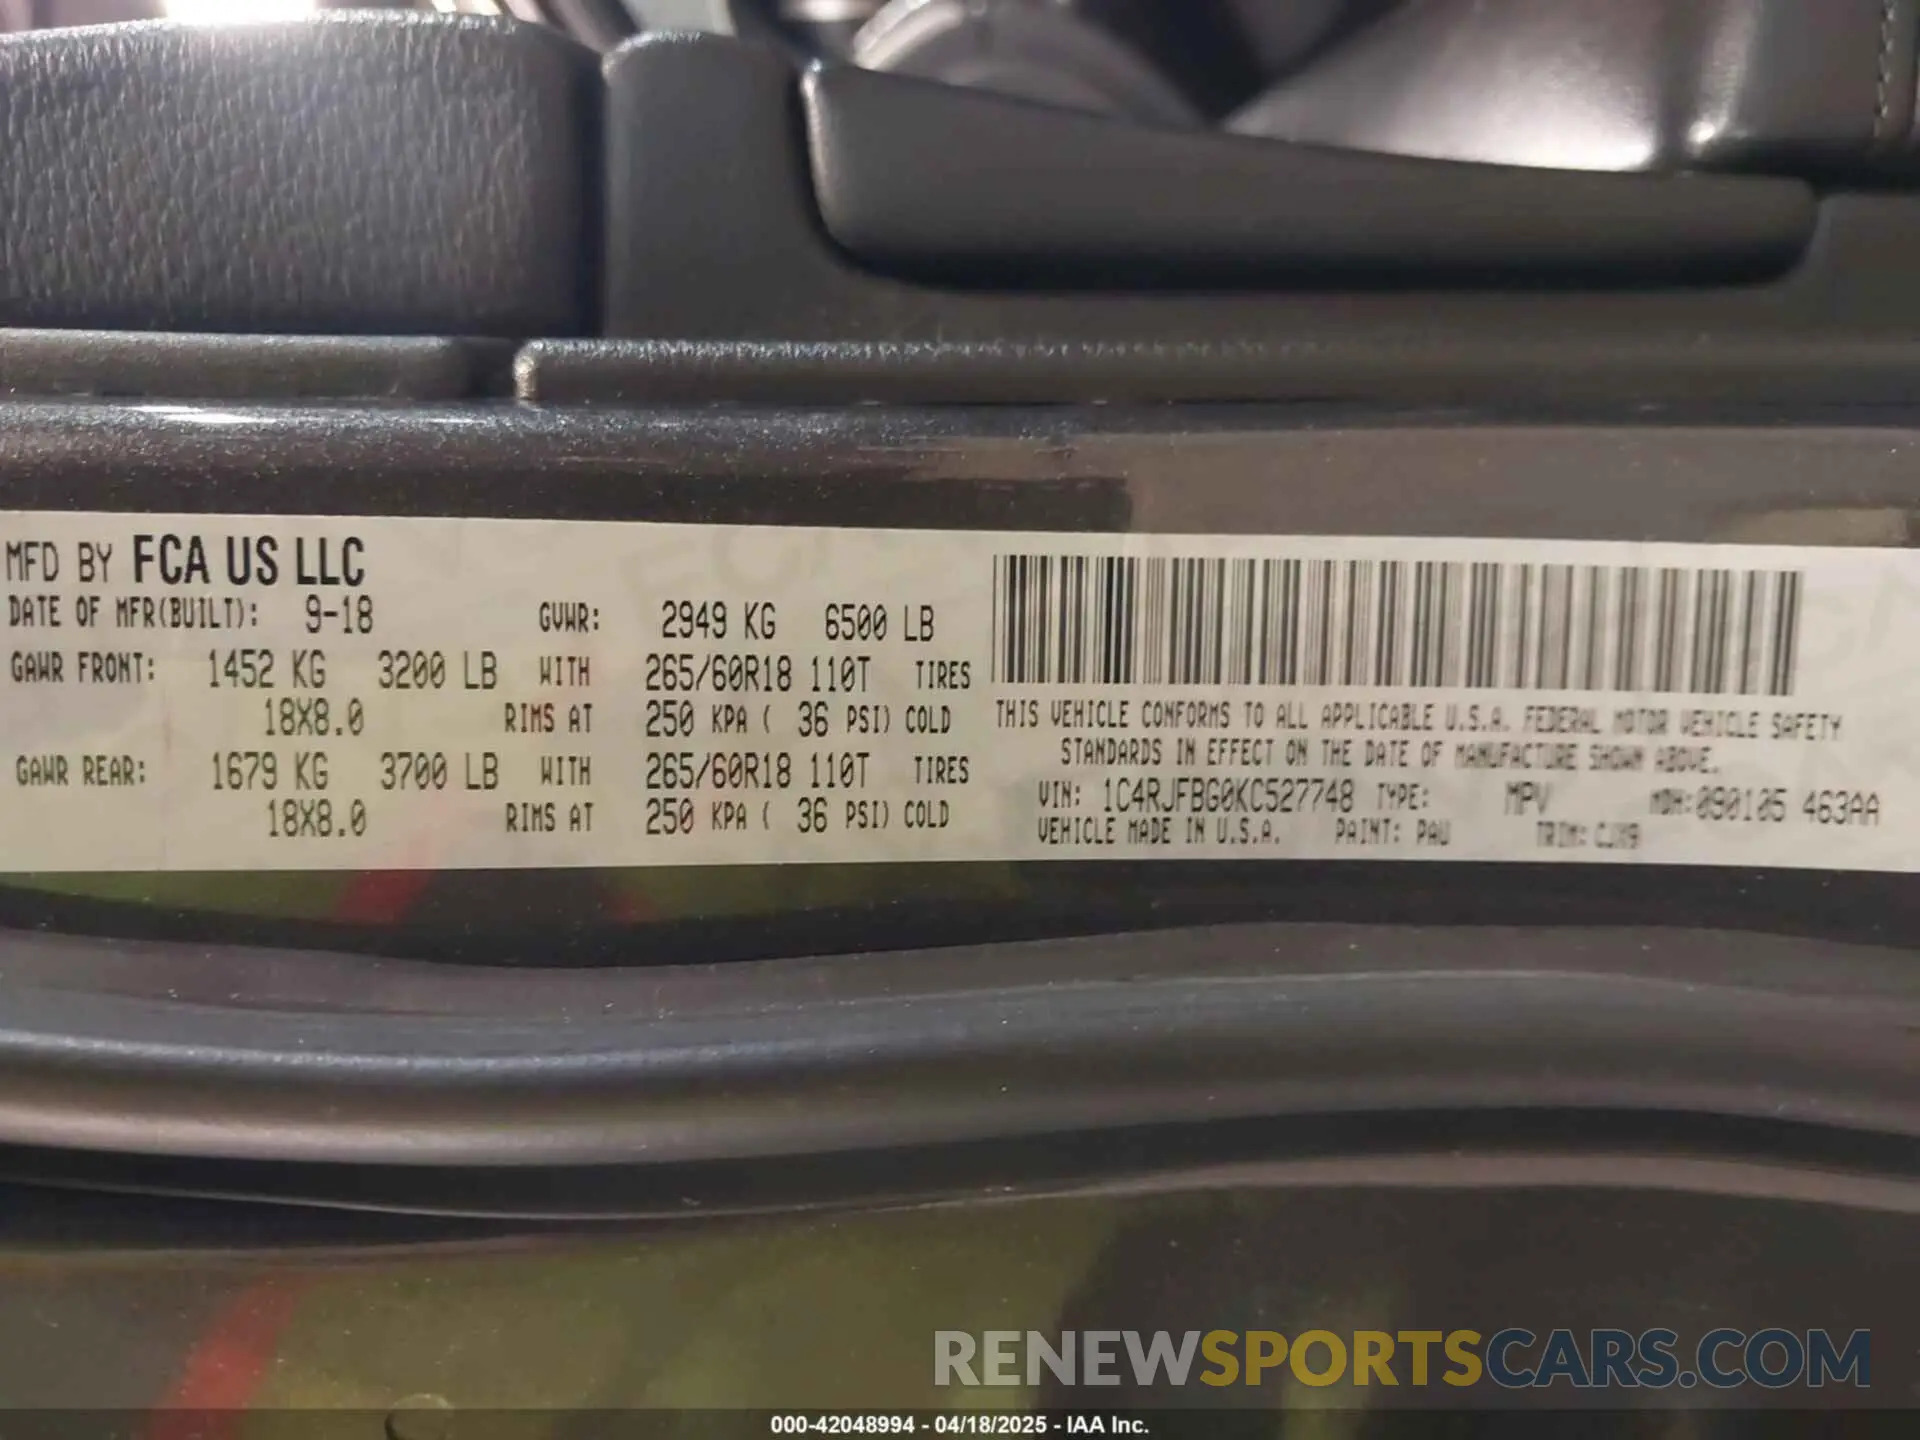 MFD BY FCA US LLC
DATE OF MFR(BUILT): 9-18 GVWR: 2949 KG 6500 LB
GAWR FRONT: 1452 KG 3200 LB WITH 265/60R18 110T TIRES
18X8.0 RIMS AT 250 KPA ( 36 PSI) COLD
GAWR REAR: 1679 KG 3700 LB WITH 265/60R18 110T TIRES
18X8.0 RIMS AT 250 KPA ( 36 PSI) COLD
THIS VEHICLE CONFORMS TO ALL APPLICABLE U.S.A. FEDERAL MOTOR VEHICLE SAFETY
STANDARDS IN EFFECT ON THE DATE OF MANUFACTURE SHOWN ABOVE.
VIN: 1C4RJFBG0KC527748 TYPE: MPV MDH:090105 463AA
VEHICLE MADE IN U.S.A. PAINT: PAU TRIM: CJX9
RENEWSPORTSCARS.COM
000-42048994 - 04/18/2025 - IAA Inc.